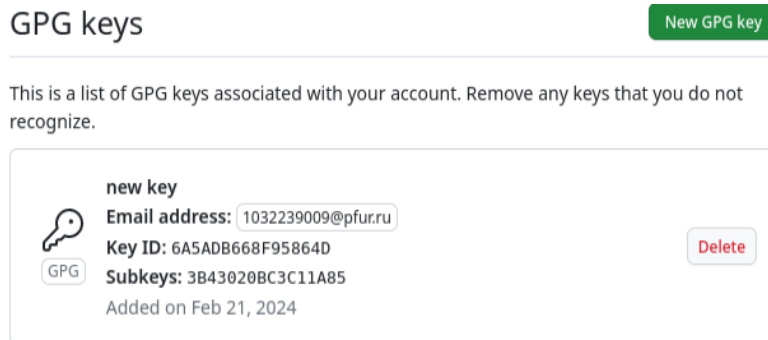 GPG keys
New GPG key
This is a list of GPG keys associated with your account. Remove any keys that you do not
recognize.
new key
Email address: 1032239009@pfur.ru
Key ID: 6A5ADB668F95864D
GPG
Subkeys: 3B43020BC3C11A85
Added on Feb 21, 2024
Delete